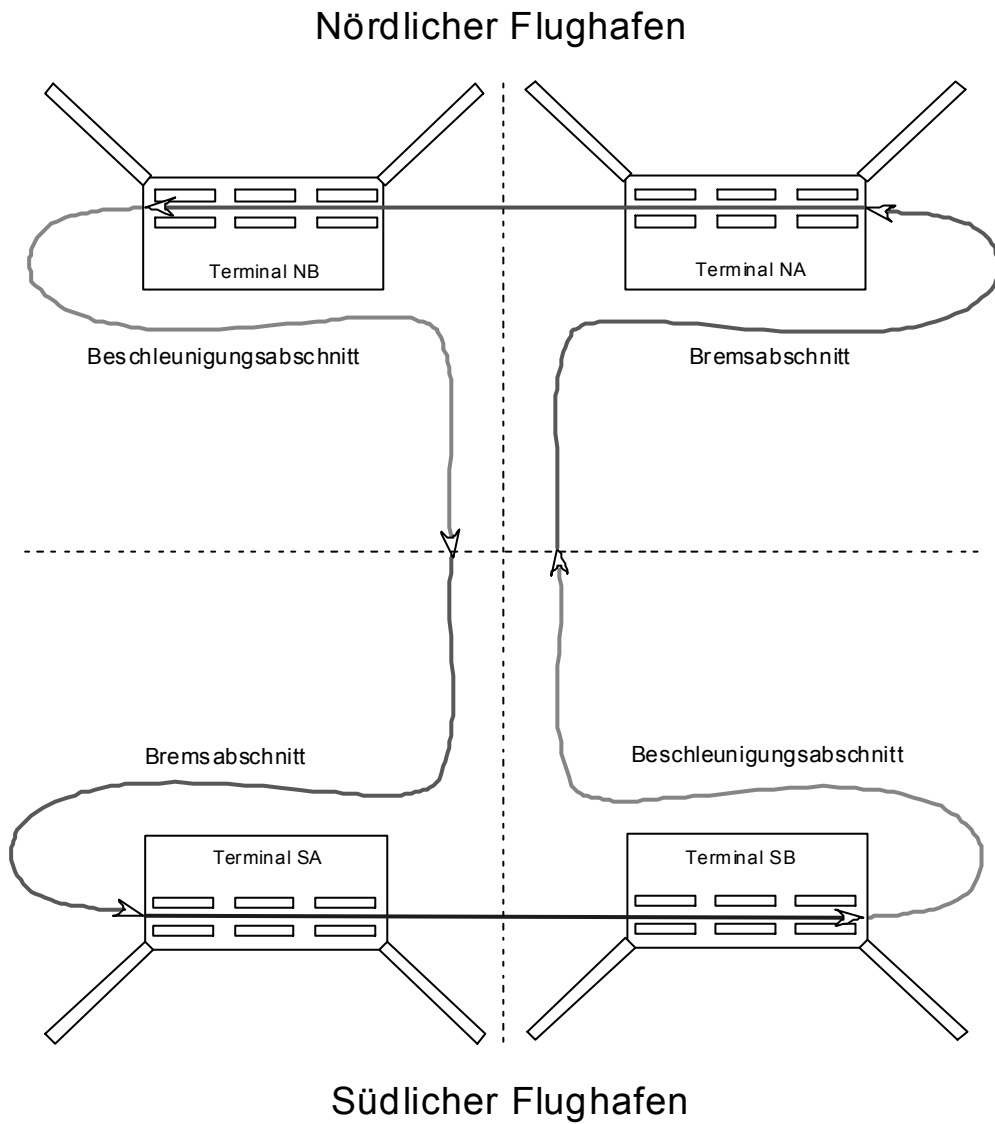 Nördlicher Flughafen
Terminal NB
Terminal NA
Beschleunigungsabschnitt
Bremsabschnitt
Bremsabschnitt
Beschleunigungsabschnitt
Terminal SA
Terminal SB
Südlicher Flughafen